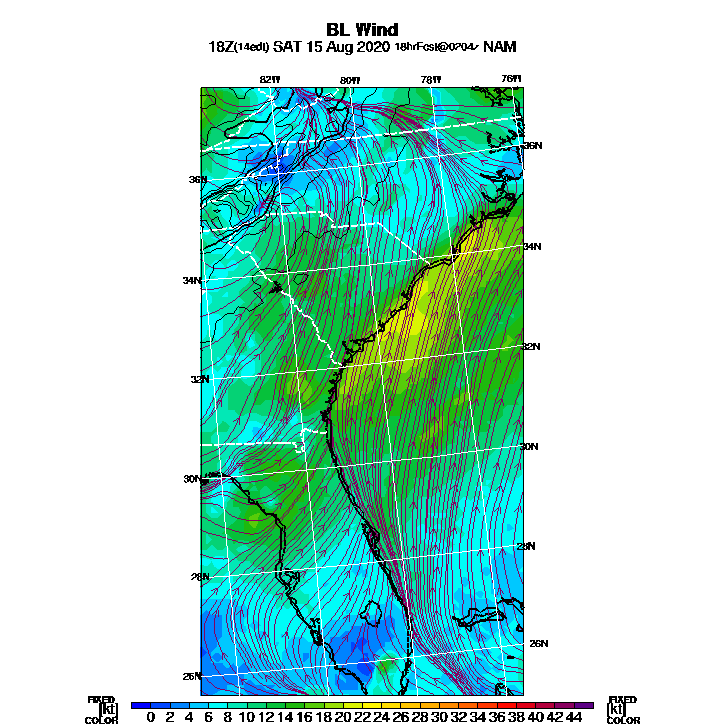 BL Wind
18Z(14edt) SAT 15 Aug 2020 18hrFcst@0204z NAM
82W 80W 78W 76W
36N
36N
34N
34N
32N
32N
30N
30N
28N
28N
26N
26N
FIXED
[kt]
COLOR
0 2 4 6 8 10 12 14 16 18 20 22 24 26 28 30 32 34 36 38 40 42 44
FIXED
[kt]
COLOR